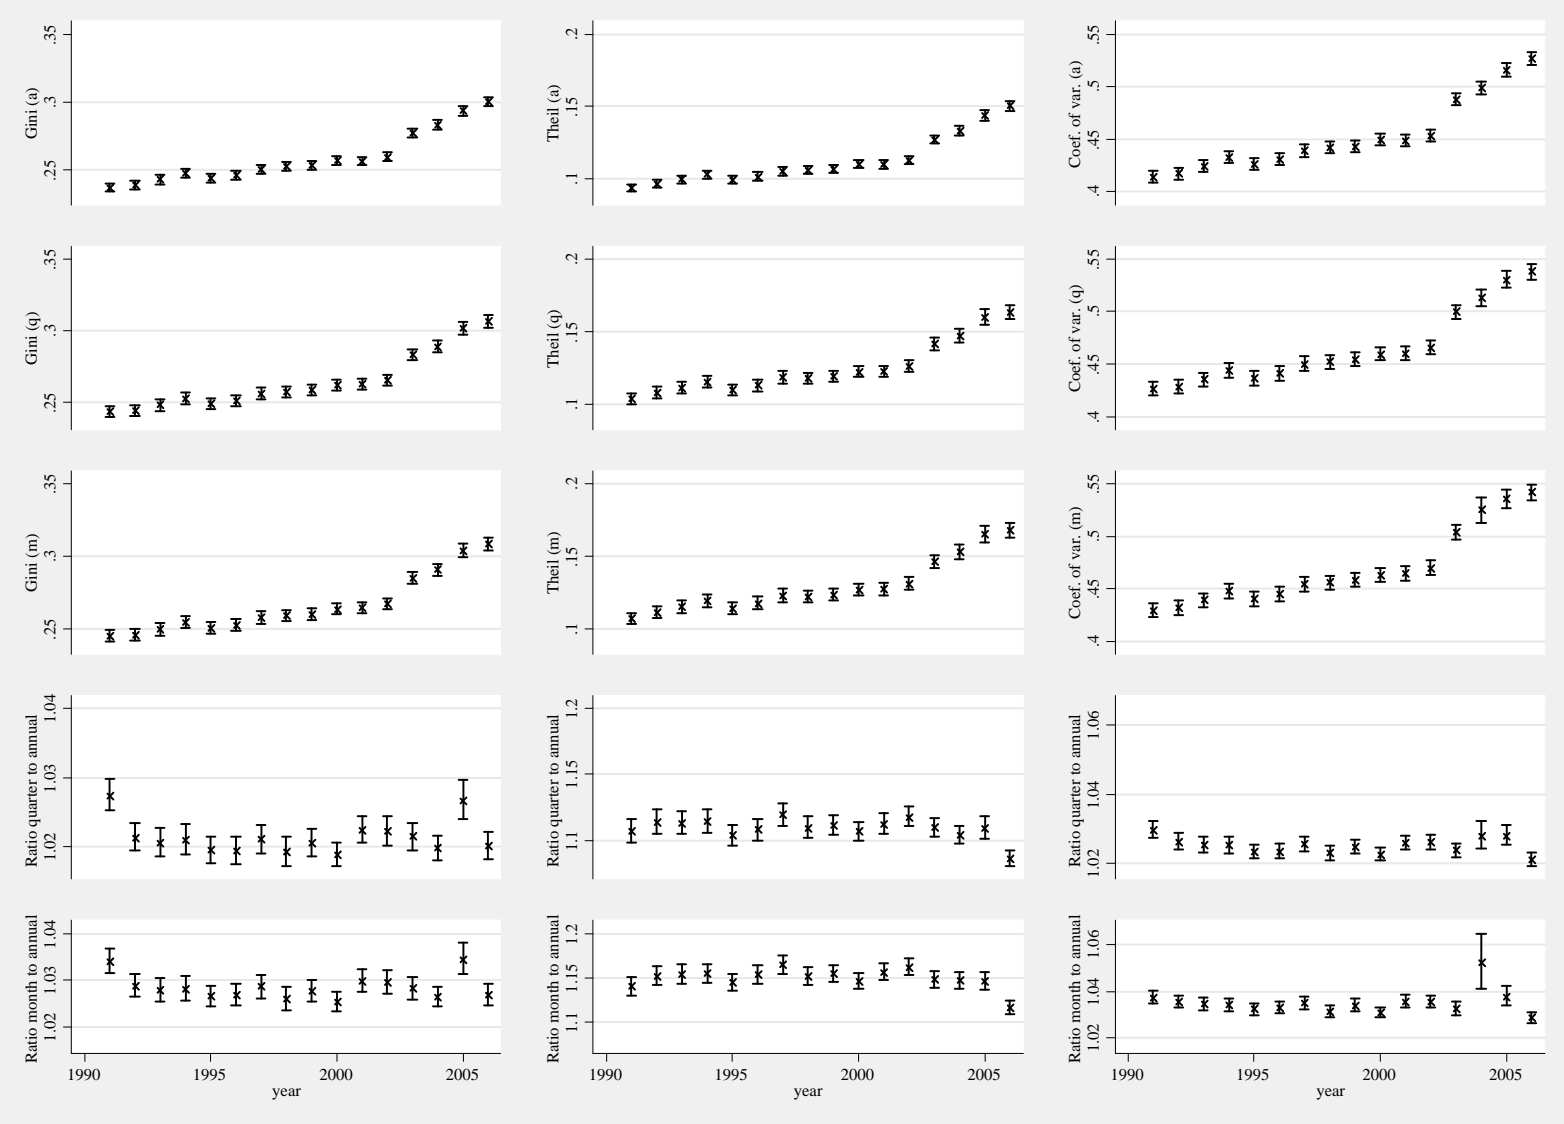 Gini (a)
.35
.3
.25
Theil (a)
.2
.15
.1
Coef. of var. (a)
.55
.5
.45
.4
Gini (q)
.35
.3
.25
Theil (q)
.2
.15
.1
Coef. of var. (q)
.55
.5
.45
.4
Gini (m)
.35
.3
.25
Theil (m)
.2
.15
.1
Coef. of var. (m)
.55
.5
.45
.4
Ratio quarter to annual
1.04
1.03
1.02
Ratio quarter to annual
1.2
1.15
1.1
Ratio quarter to annual
1.06
1.04
1.02
Ratio month to annual
1.04
1.03
1.02
1990 1995 2000 2005
year
Ratio month to annual
1.2
1.15
1.1
1990 1995 2000 2005
year
Ratio month to annual
1.06
1.04
1.02
1990 1995 2000 2005
year